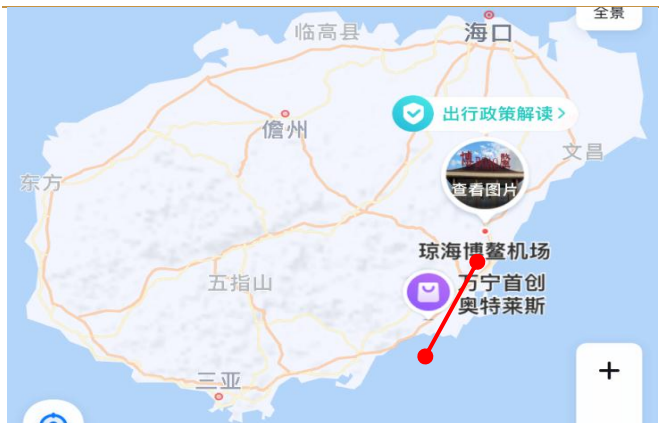 全景
临高县
海口
儋州
出行政策解读>
文昌
东方
查看图片
琼海博鳌机场
五指山
万宁首创
奥特莱斯
三亚
+